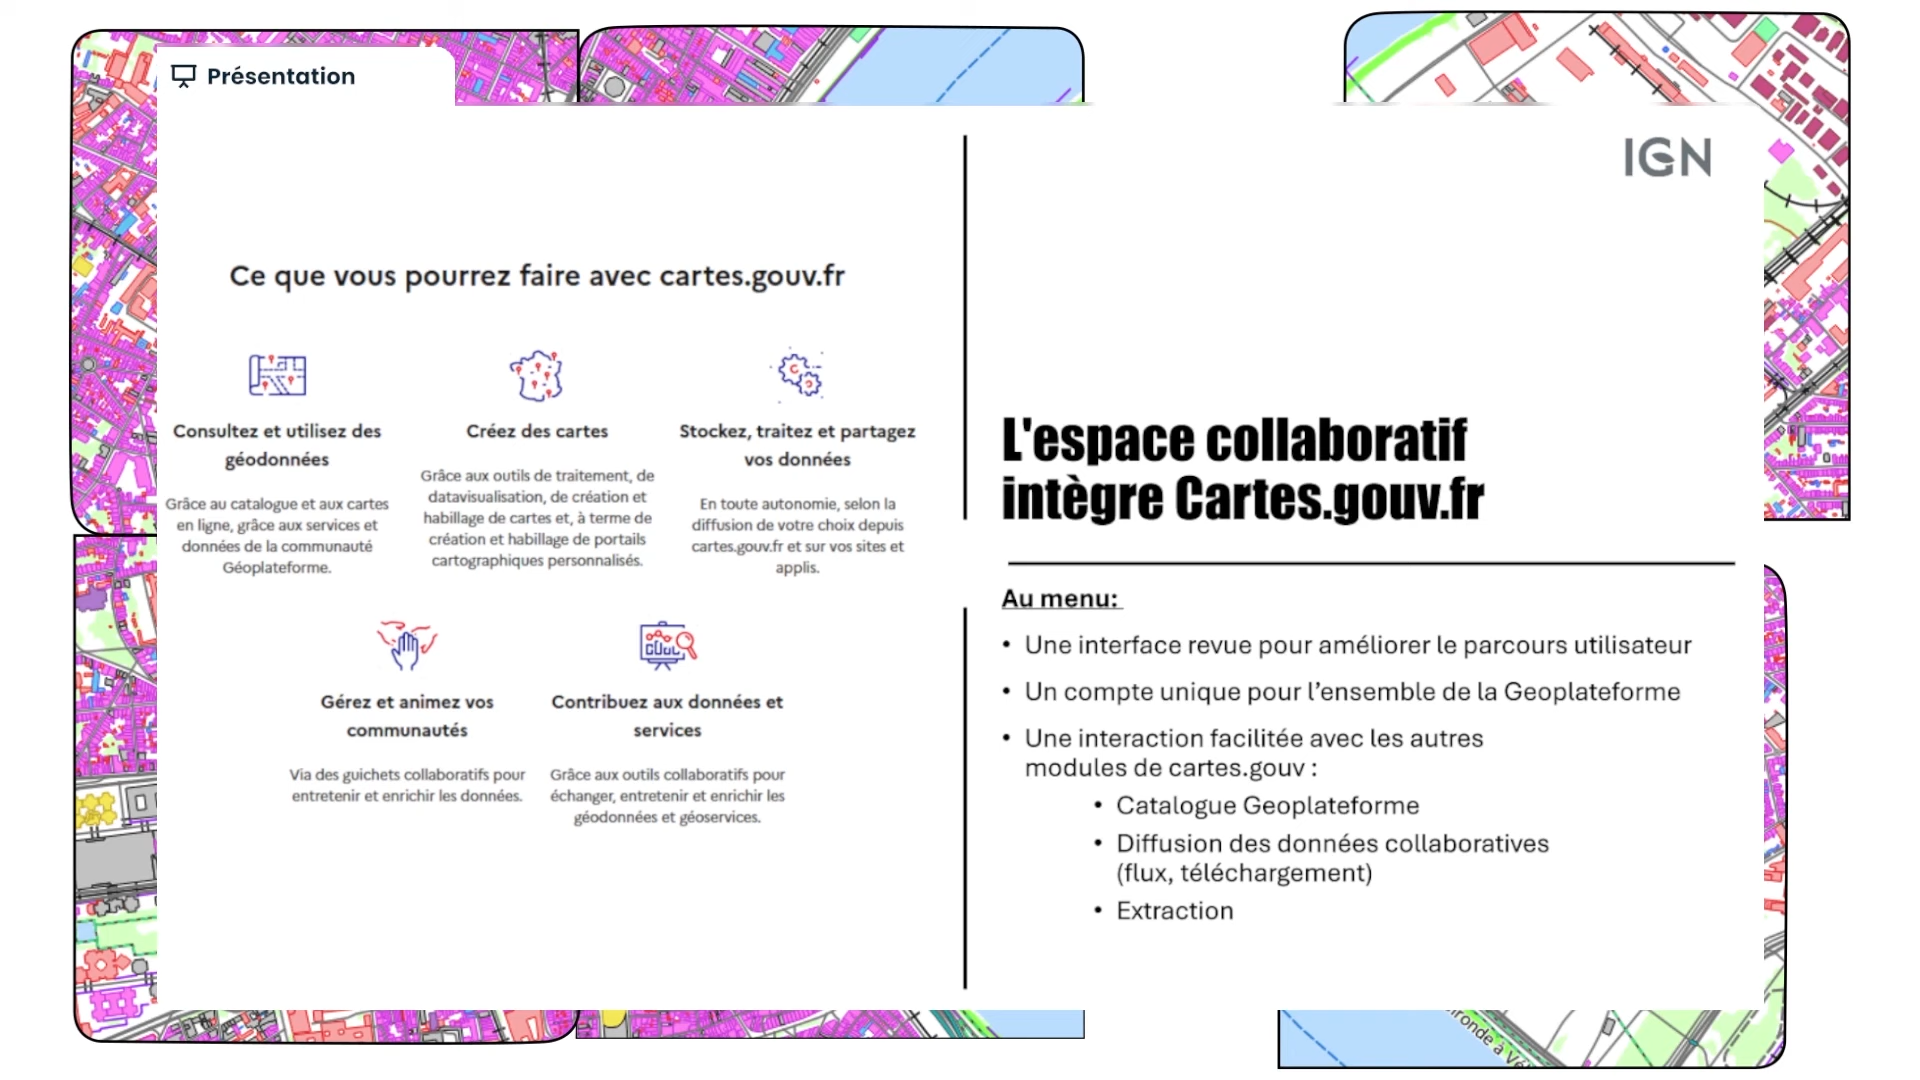 Présentation
IGN
Ce que vous pourrez faire avec cartes.gouv.fr
Consultez et utilisez des
géodonnées
Grâce au catalogue et aux cartes
en ligne, grâce aux services et
données de la communauté
Géoplateforme.
Créez des cartes
Grâce aux outils de traitement, de
datavisualisation, de création et
habillage de cartes et, à terme de
création et habillage de portails
cartographiques personnalisés.
Stockez, traitez et partagez
vos données
En toute autonomie, selon la
diffusion de votre choix depuis
cartes.gouv.fr et sur vos sites et
applis.
Gérez et animez vos
communautés
Via des guichets collaboratifs pour
entretenir et enrichir les données.
Contribuez aux données et
services
Grâce aux outils collaboratifs pour
échanger, entretenir et enrichir les
géodonnées et géoservices.
L'espace collaboratif
intègre Cartes.gouv.fr
Au menu:
• Une interface revue pour améliorer le parcours utilisateur
• Un compte unique pour l’ensemble de la Geoplateforme
• Une interaction facilitée avec les autres
modules de cartes.gouv :
• Catalogue Geoplateforme
• Diffusion des données collaboratives
(flux, téléchargement)
• Extraction